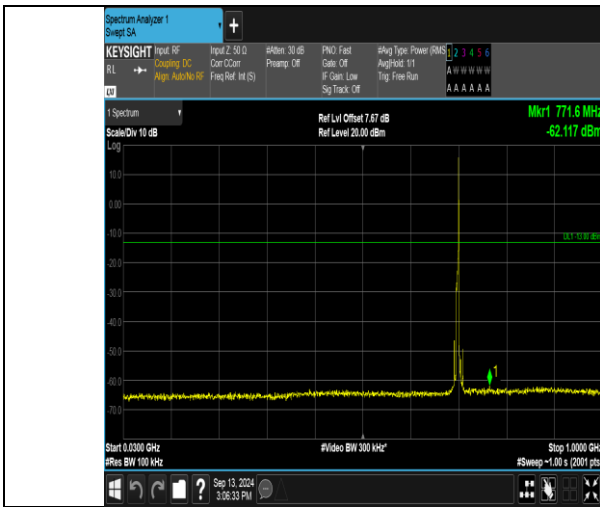 Spectrum Analyzer 1
Swept SA
+
KEYSIGHT
RL
LXI
Input: RF
Coupling: DC
Align: Auto/No RF
Input Z: 50 Ω
Corr CCorr
Freq Ref: Int (S)
#Atten: 30 dB
Preamp: Off
PNO: Fast
Gate: Off
IF Gain: Low
Sig Track: Off
#Avg Type: Power (RMS
Avg|Hold: 1/1
Trig: Free Run
1 2 3 4 5 6
A W W W W W
A A A A A A
1 Spectrum
Scale/Div 10 dB
Ref Lvl Offset 7.67 dB
Ref Level 20.00 dBm
Mkr1 771.6 MHz
-62.117 dBm
Log
10.0
0.00
-10.0
DL1 -13.00 dBm
-20.0
-30.0
-40.0
-50.0
1
-60.0
-70.0
Start 0.0300 GHz
#Res BW 100 kHz
#Video BW 300 kHz*
Stop 1.0000 GHz
#Sweep ~1.00 s (2001 pts)
?
Sep 13, 2024
3:06:33 PM